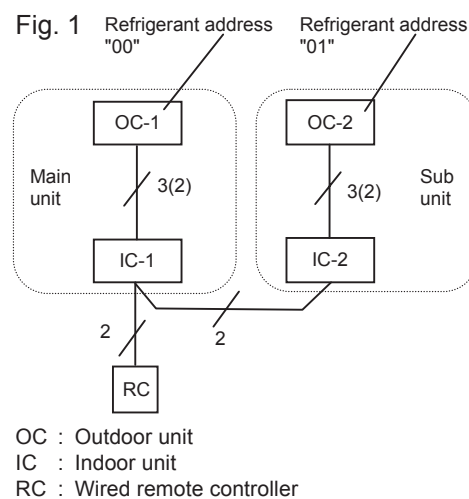 Fig. 1
Refrigerant address "00"
Refrigerant address "01"
OC-1
OC-2
Main unit
3(2)
3(2)
Sub unit
IC-1
IC-2
2
2
RC
OC : Outdoor unit
IC : Indoor unit
RC : Wired remote controller